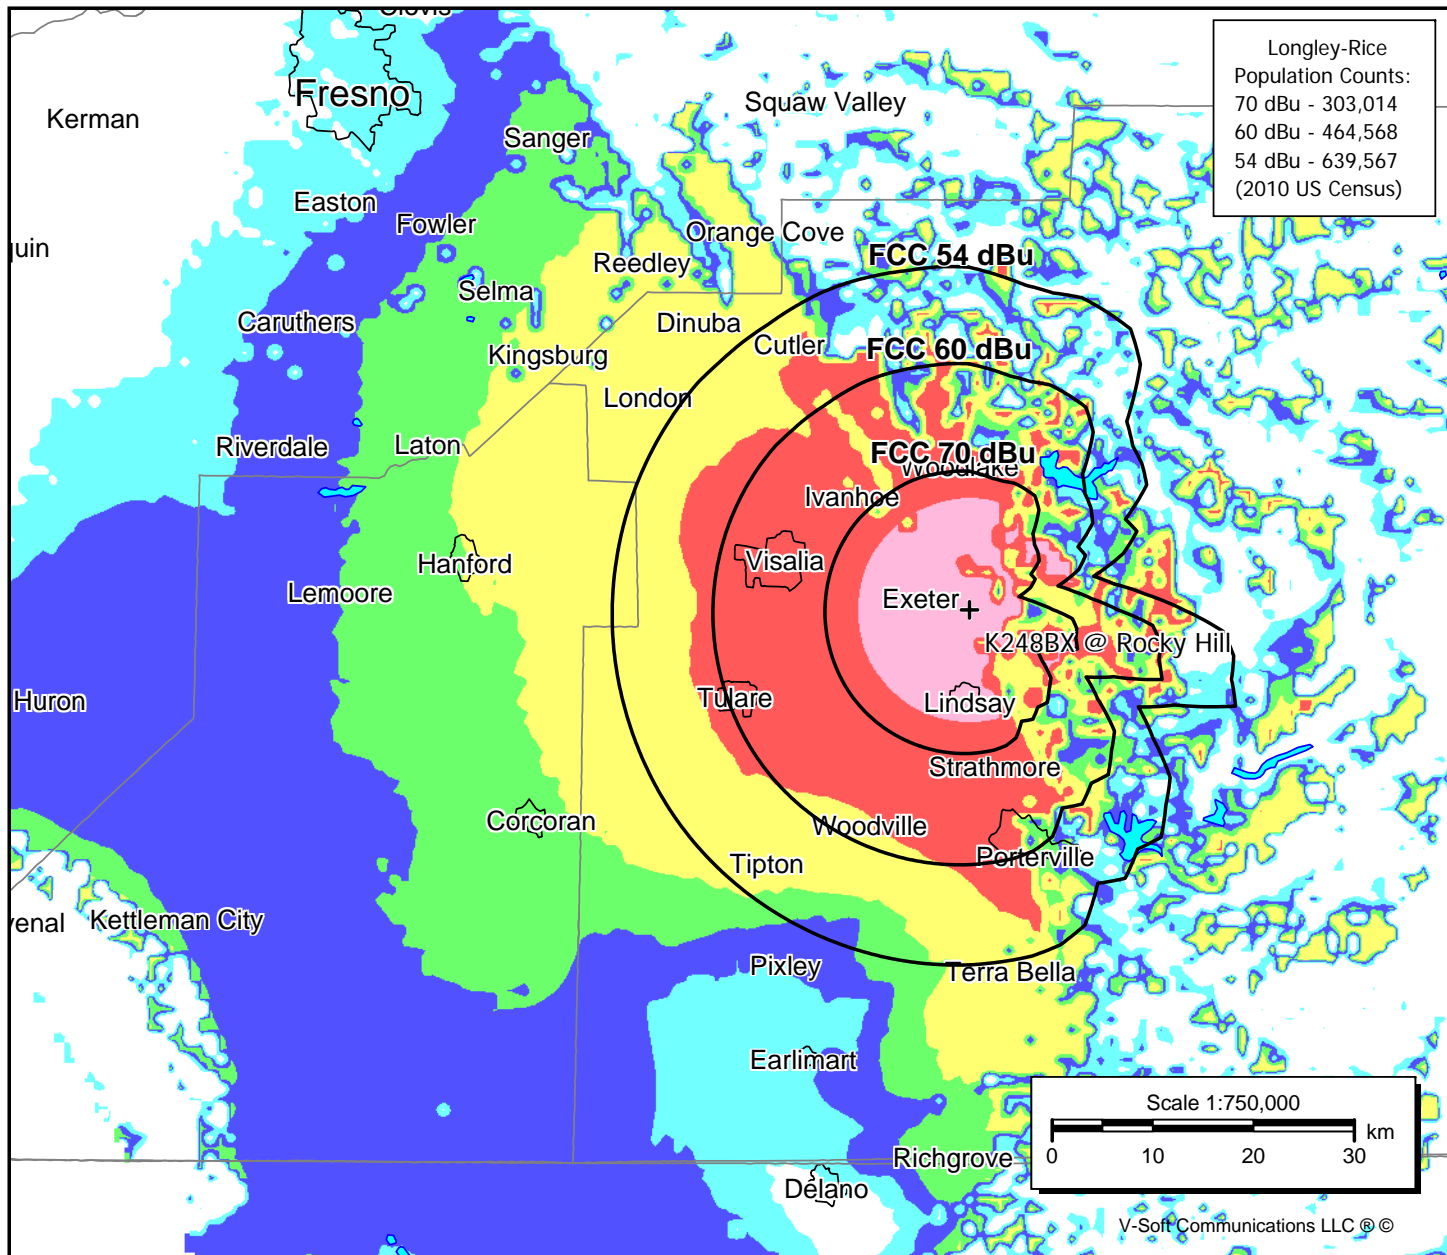 Clovis
Longley-Rice
Population Counts:
70 dBu - 303,014
60 dBu - 464,568
54 dBu - 639,567
(2010 US Census)
Fresno
Squaw Valley
Kerman
Sanger
Easton
Fowler
Orange Cove
quin
FCC 54 dBu
Reedley
Selma
Caruthers
Dinuba
Cutler
FCC 60 dBu
Kingsburg
London
Riverdale
Laton
FCC 70 dBu
Woodlake
Ivanhoe
Hanford
Visalia
Lemoore
Exeter
K248BX @ Rocky Hill
Huron
Tulare
Lindsay
Strathmore
Corcoran
Woodville
Porterville
Tipton
venal
Kettleman City
Pixley
Terra Bella
Earlimart
Scale 1:750,000
km
0 10 20 30
Richgrove
Delano
V-Soft Communications LLC ® ©